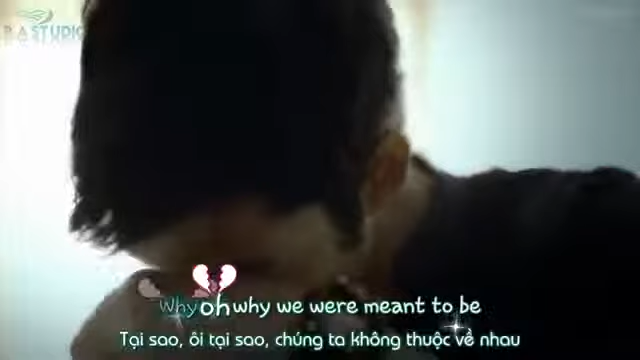 STUDIO
Why oh why we were meant to be
Tại sao, ôi tại sao, chúng ta không thuộc về nhau